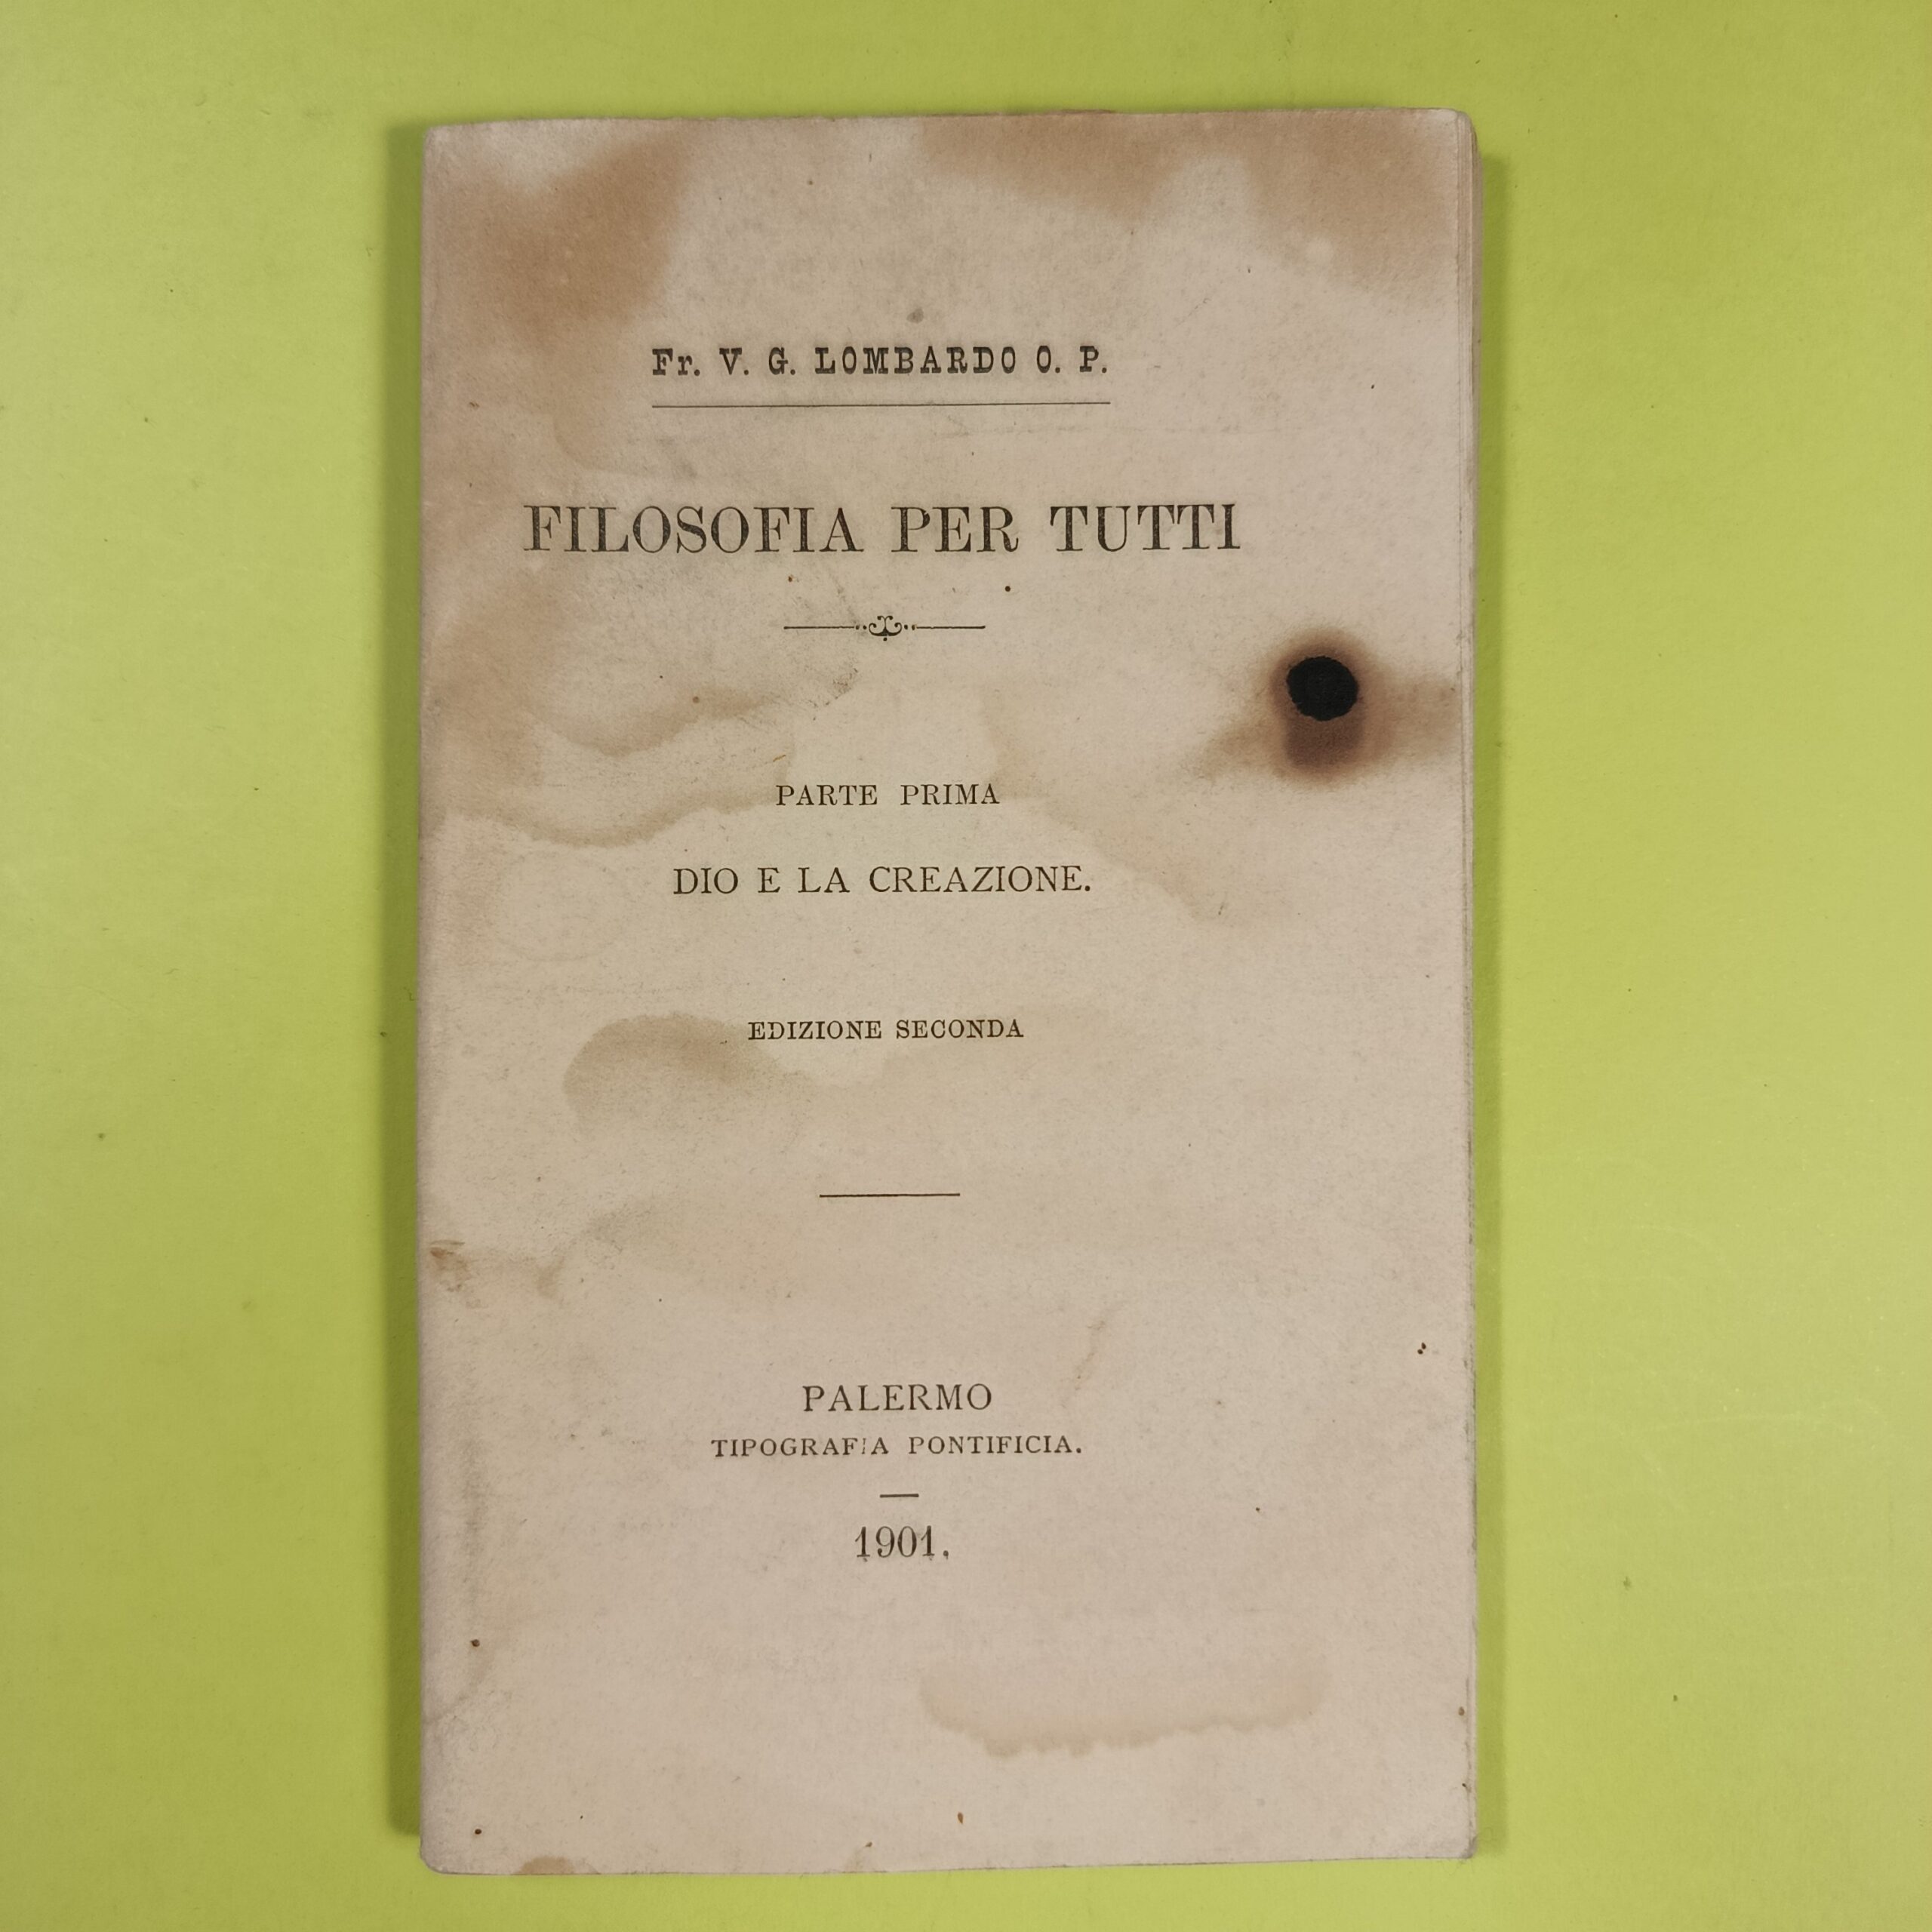 Fr. V. G. LOMBARDO O. P.
FILOSOFIA PER TUTTI
PARTE PRIMA
DIO E LA CREAZIONE.
EDIZIONE SECONDA
PALERMO
TIPOGRAFIA PONTIFICIA.
1901.